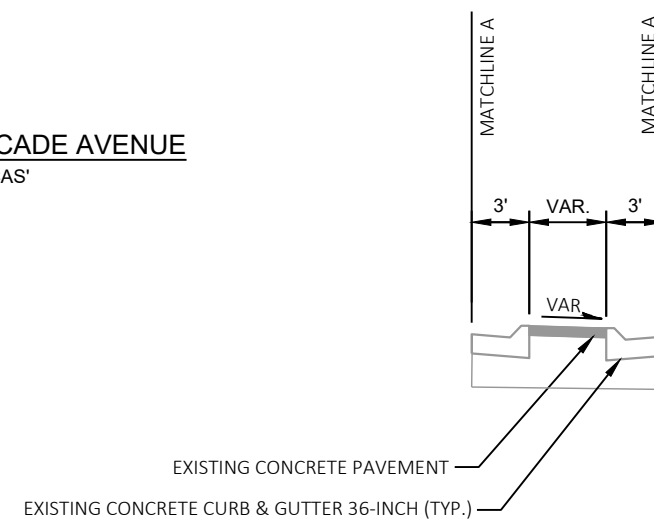 MATCHLINE A
MATCHLINE A
CADE AVENUE
AS'
3' VAR. 3'
VAR
EXISTING CONCRETE PAVEMENT
EXISTING CONCRETE CURB & GUTTER 36-INCH (TYP.)